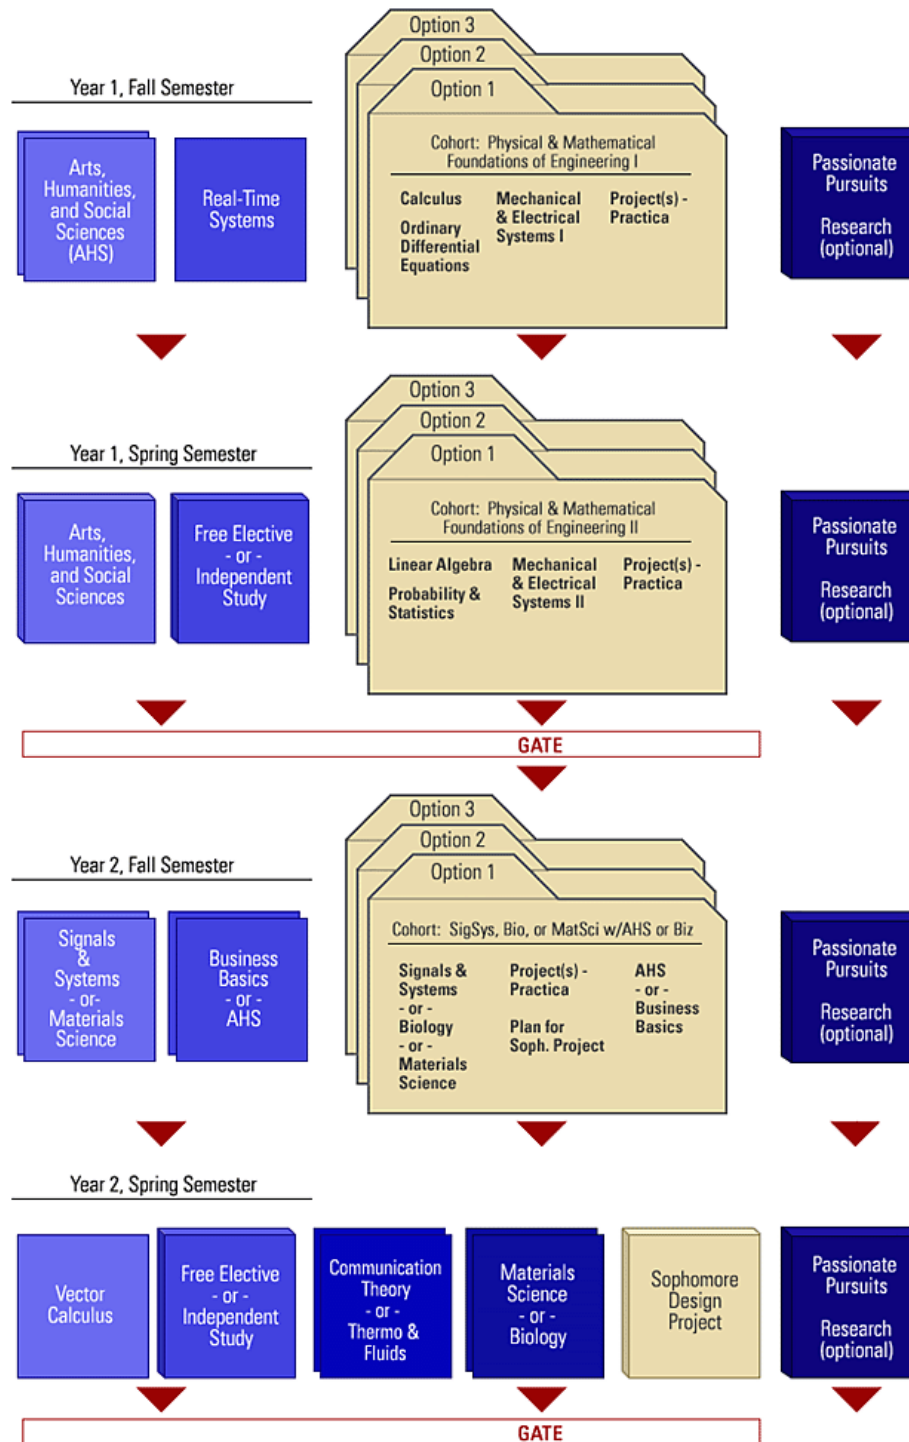 Option 3
Option 2
Option 1
Year 1, Fall Semester
Arts,
Humanities,
and Social
Sciences
(AHS)
Real-Time
Systems
Cohort: Physical & Mathematical
Foundations of Engineering I
Calculus
Ordinary
Differential
Equations
Mechanical
& Electrical
Systems I
Project(s) -
Practica
Passionate
Pursuits
Research
(optional)
Option 3
Option 2
Option 1
Year 1, Spring Semester
Arts,
Humanities,
and Social
Sciences
Free Elective
- or -
Independent
Study
Cohort: Physical & Mathematical
Foundations of Engineering II
Linear Algebra
Probability &
Statistics
Mechanical
& Electrical
Systems II
Project(s) -
Practica
Passionate
Pursuits
Research
(optional)
GATE
Option 3
Option 2
Option 1
Year 2, Fall Semester
Signals
&
Systems
- or-
Materials
Science
Business
Basics
- or -
AHS
Cohort: SigSys, Bio, or MatSci w/AHS or Biz
Signals &
Systems
- or -
Biology
- or -
Materials
Science
Project(s) -
Practica
Plan for
Soph. Project
AHS
- or -
Business
Basics
Passionate
Pursuits
Research
(optional)
Year 2, Spring Semester
Vector
Calculus
Free Elective
- or -
Independent
Study
Communication
Theory
- or -
Thermo &
Fluids
Materials
Science
- or -
Biology
Sophomore
Design
Project
Passionate
Pursuits
Research
(optional)
GATE